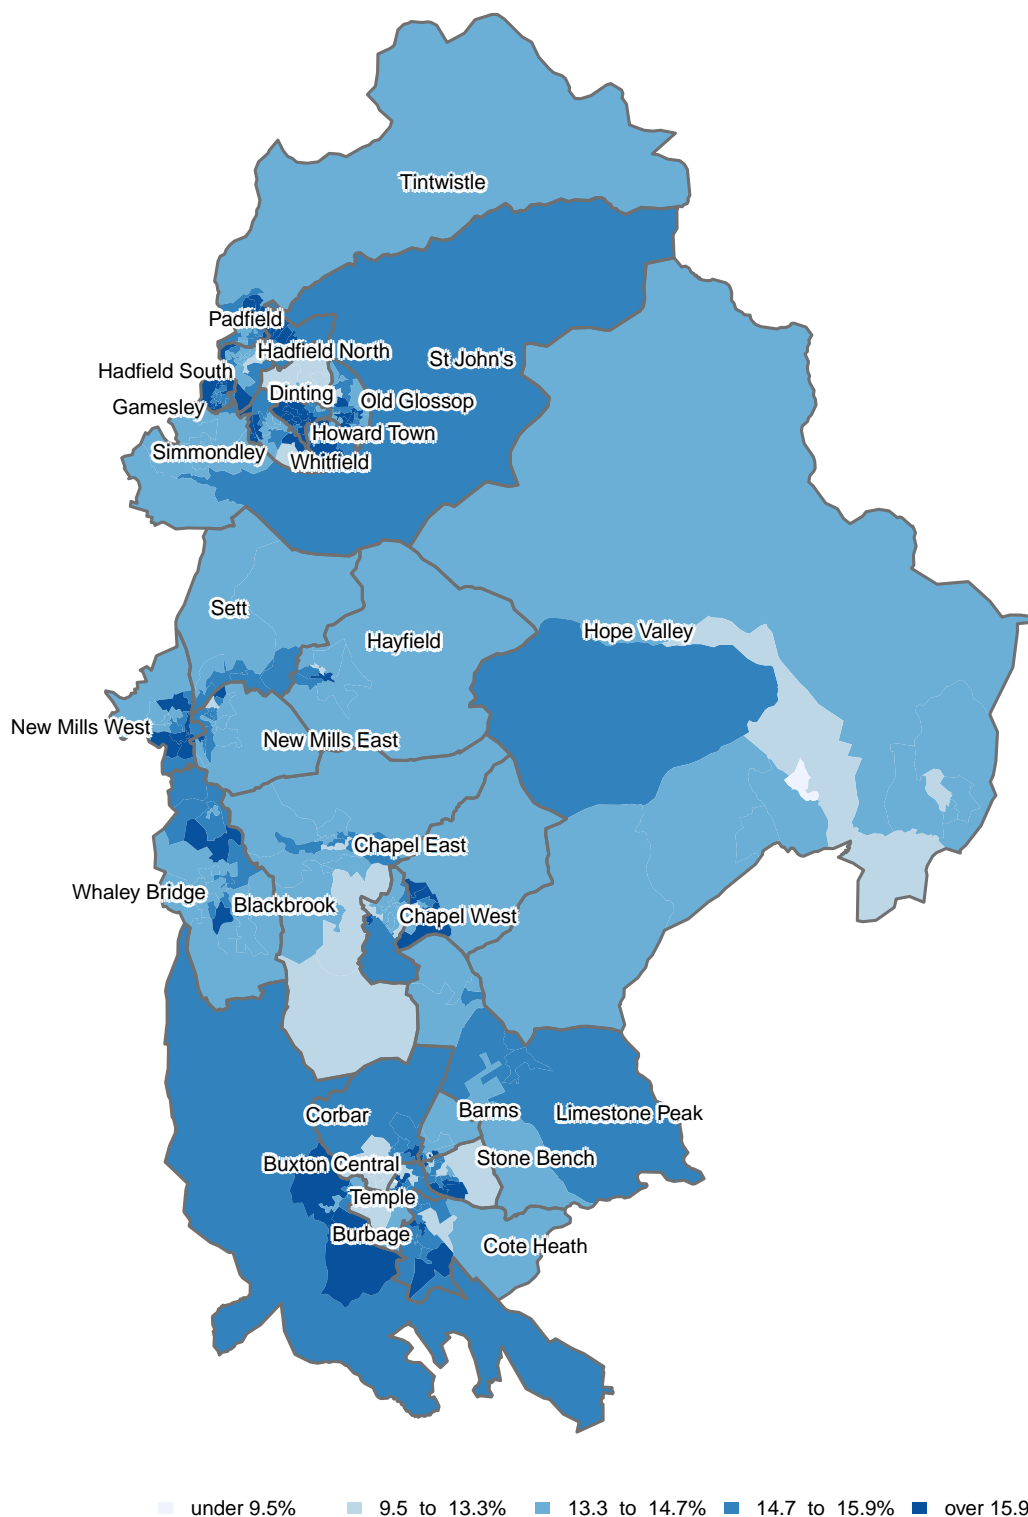 Tintwistle
Padfield
Hadfield North
St John's
Hadfield South
Dinting
Old Glossop
Gamesley
Howard Town
Simmondley
Whitfield
Sett
Hope Valley
Hayfield
New Mills West
New Mills East
Chapel East
Whaley Bridge
Blackbrook
Chapel West
Corbar
Barms
Limestone Peak
Stone Bench
Buxton Central
Temple
Burbage
Cote Heath
under 9.5% 9.5 to 13.3% 13.3 to 14.7% 14.7 to 15.9% over 15.9